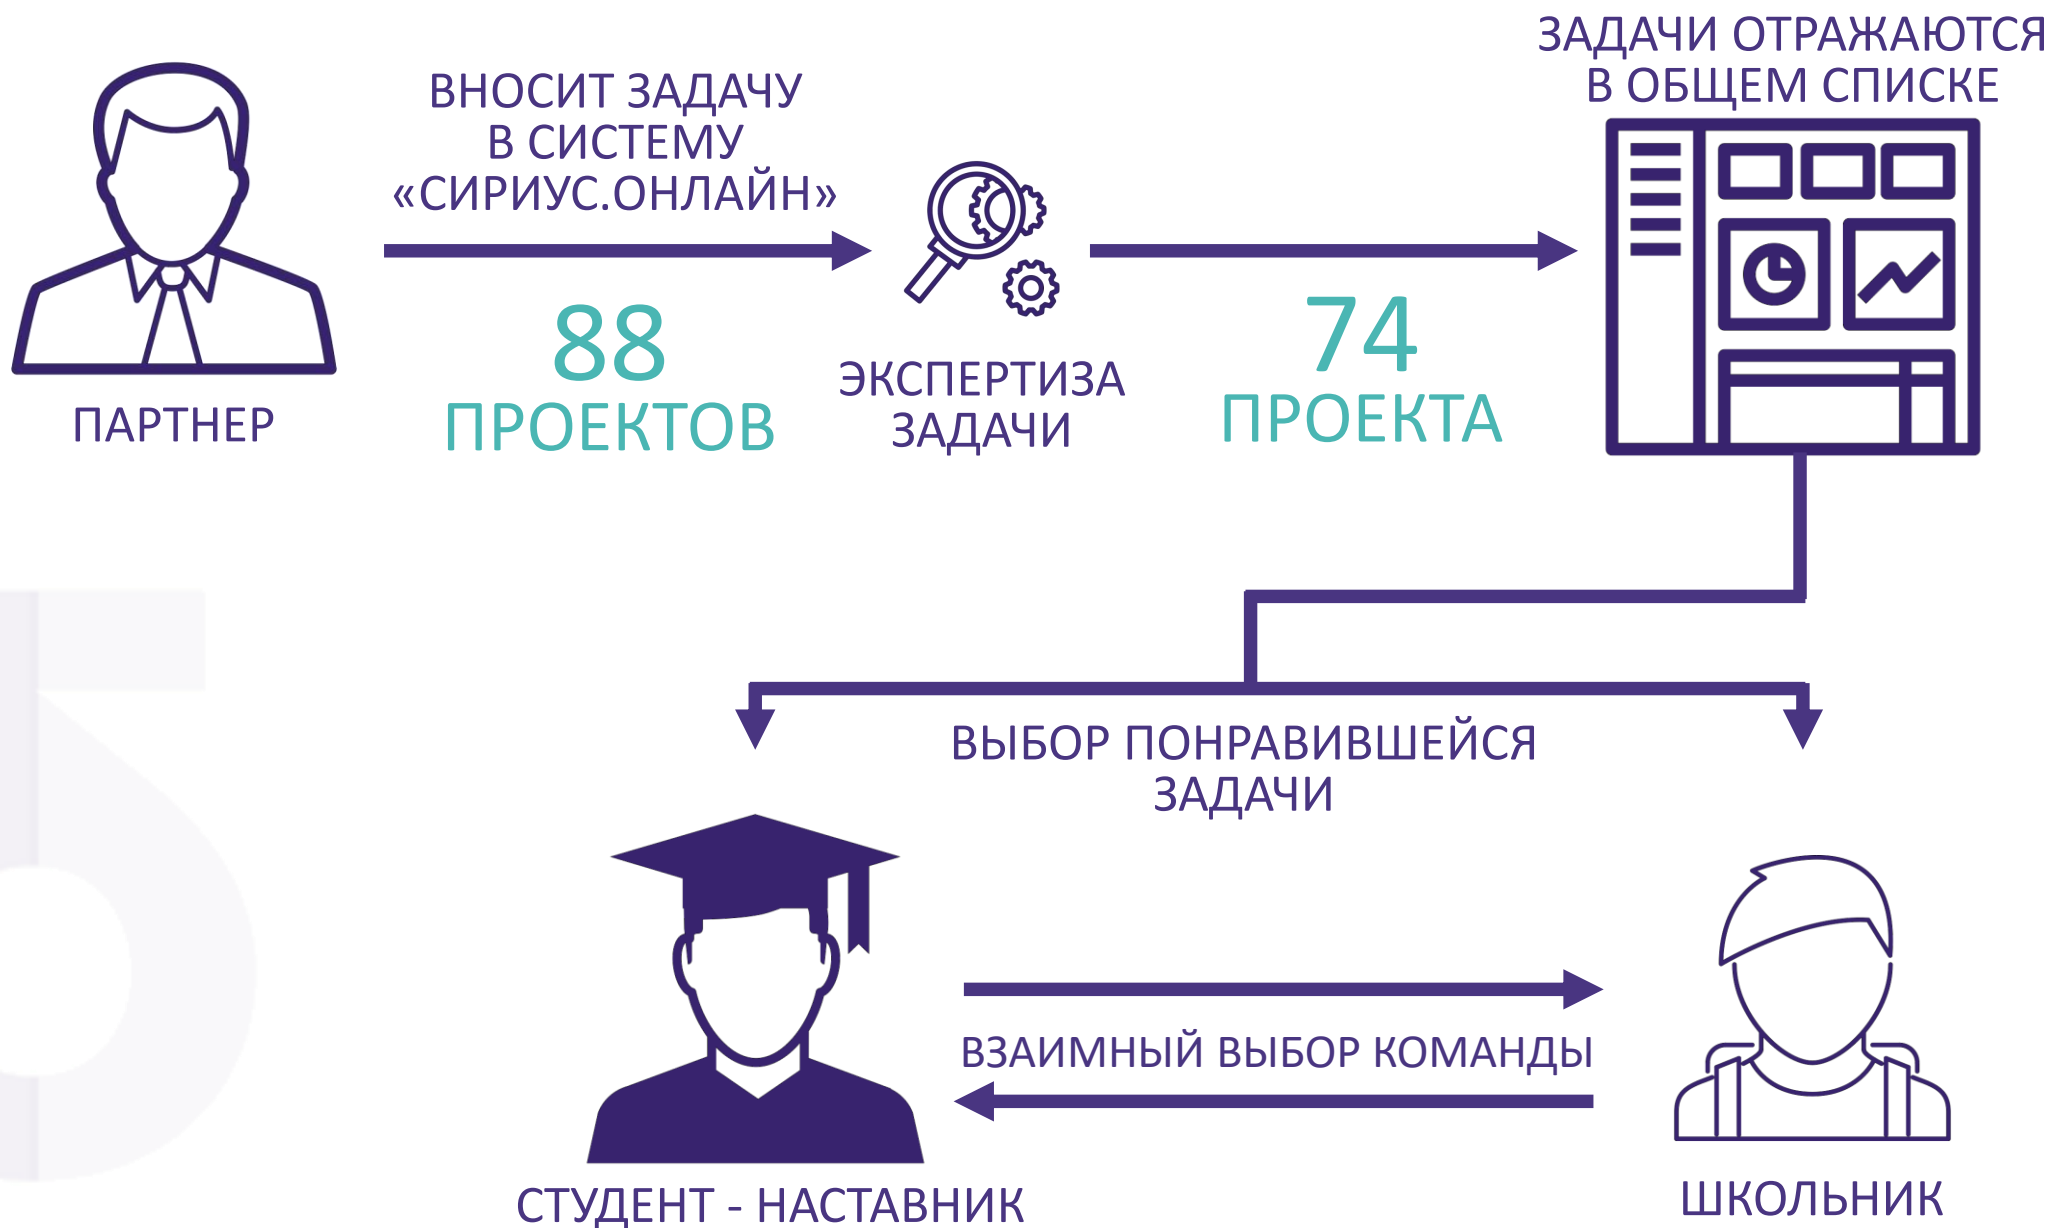 ЗАДАЧИ ОТРАЖАЮТСЯ
В ОБЩЕМ СПИСКЕ
ВНОСИТ ЗАДАЧУ
В СИСТЕМУ
«СИРИУС.ОНЛАЙН»
88
ПРОЕКТОВ
ПАРТНЕР
ЭКСПЕРТИЗА
ЗАДАЧИ
74
ПРОЕКТА
ВЫБОР ПОНРАВИВШЕЙСЯ
ЗАДАЧИ
ВЗАИМНЫЙ ВЫБОР КОМАНДЫ
СТУДЕНТ - НАСТАВНИК
ШКОЛЬНИК